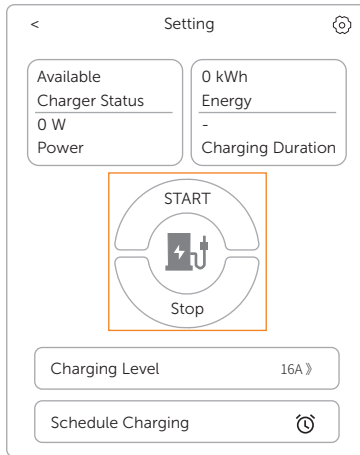 < Setting
Available
Charger Status
0 W
Power
0 kWh
Energy
-
Charging Duration
START
Stop
Charging Level 16A》
Schedule Charging